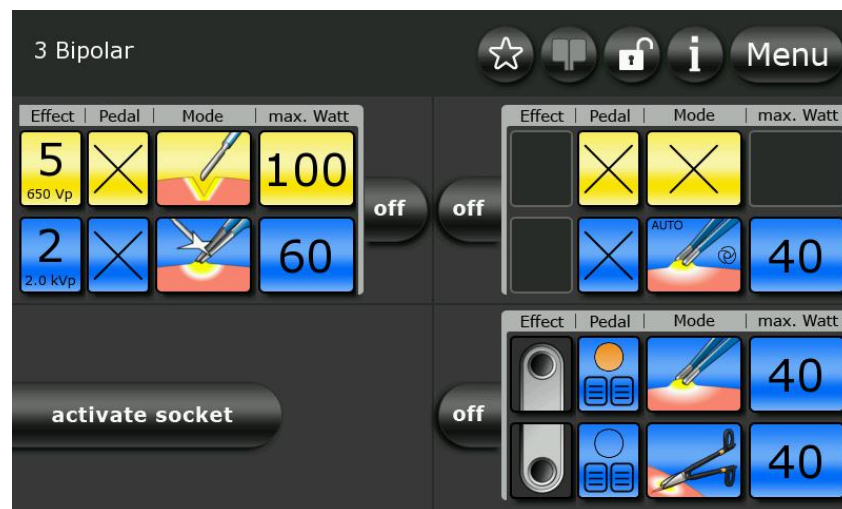 3 Bipolar
i
Menu
Effect | Pedal | Mode | max. Watt
5
650 Vp
100
off
2
2.0 kVp
60
Effect | Pedal | Mode | max. Watt
off
AUTO
40
activate socket
Effect | Pedal | Mode | max. Watt
40
off
40